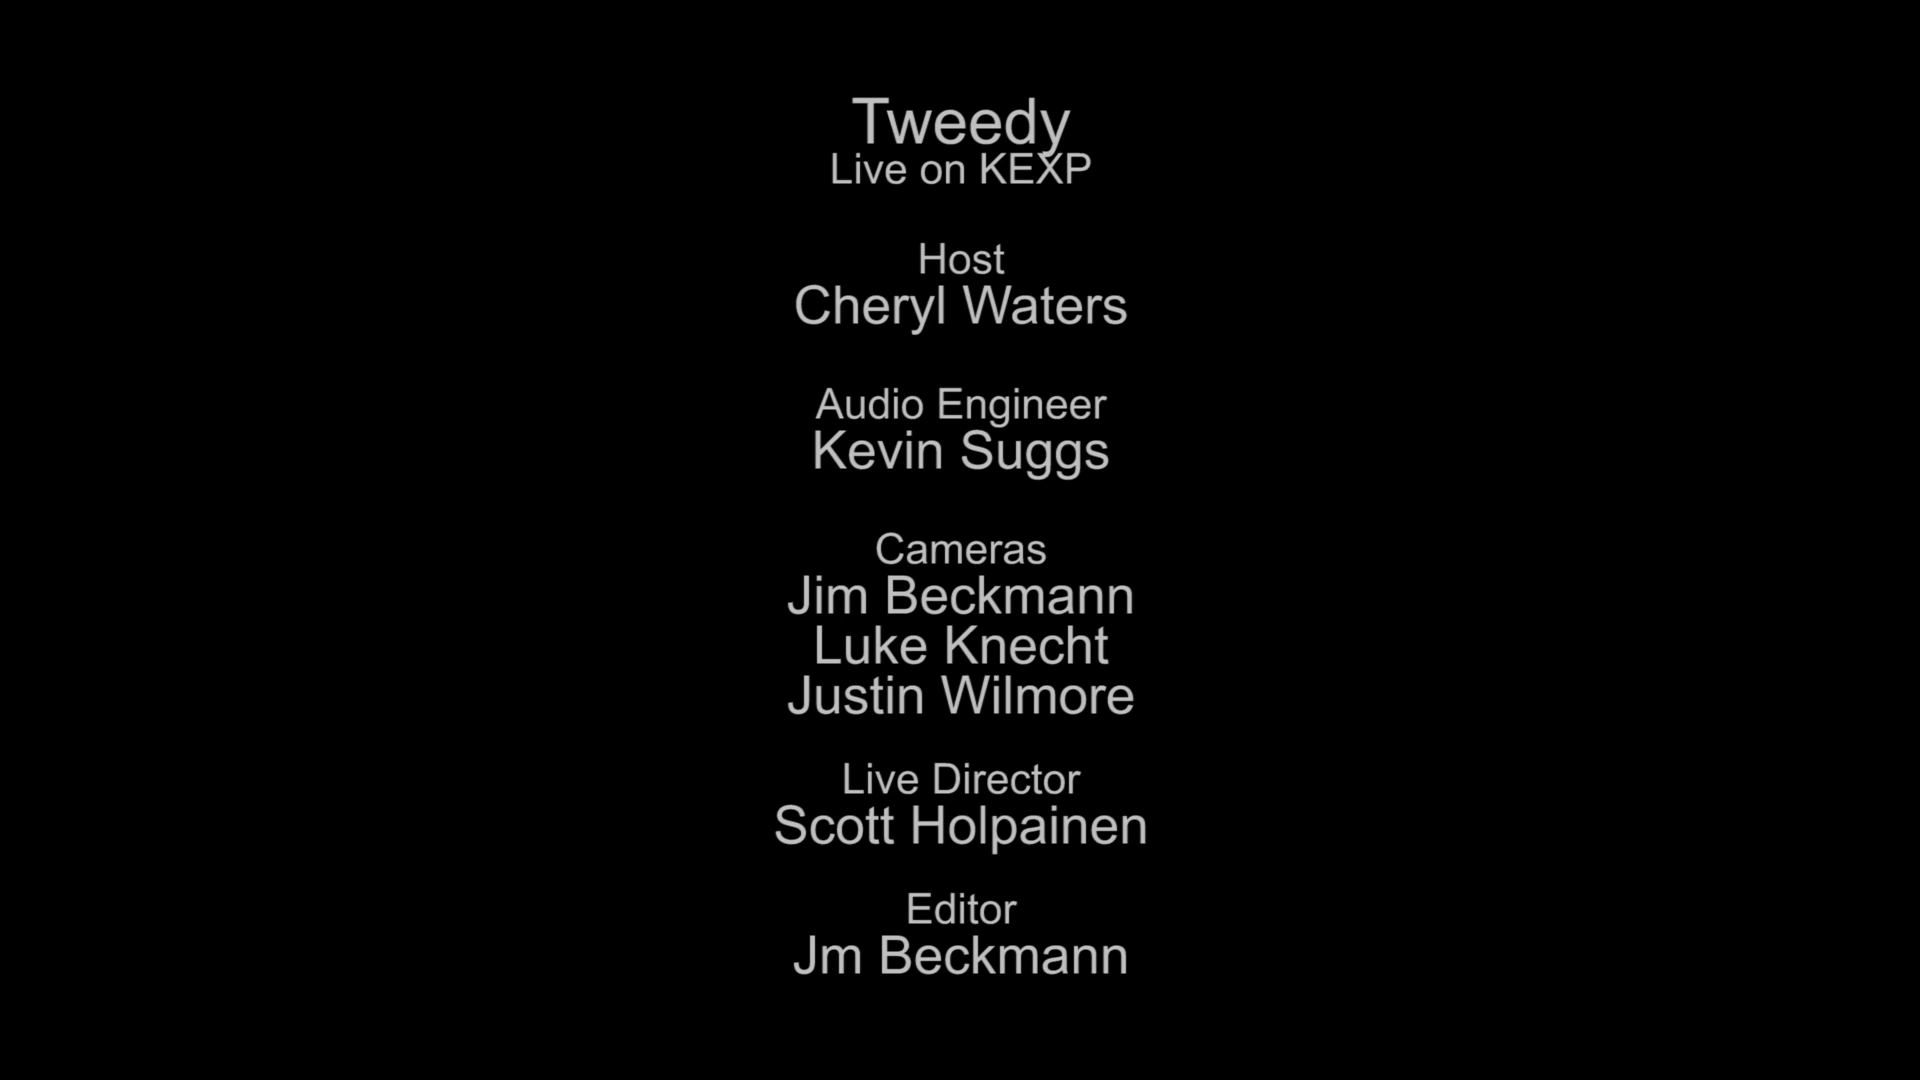 Tweedy
Live on KEXP
Host
Cheryl Waters
Audio Engineer
Kevin Suggs
Cameras
Jim Beckmann
Luke Knecht
Justin Wilmore
Live Director
Scott Holpainen
Editor
Jm Beckmann